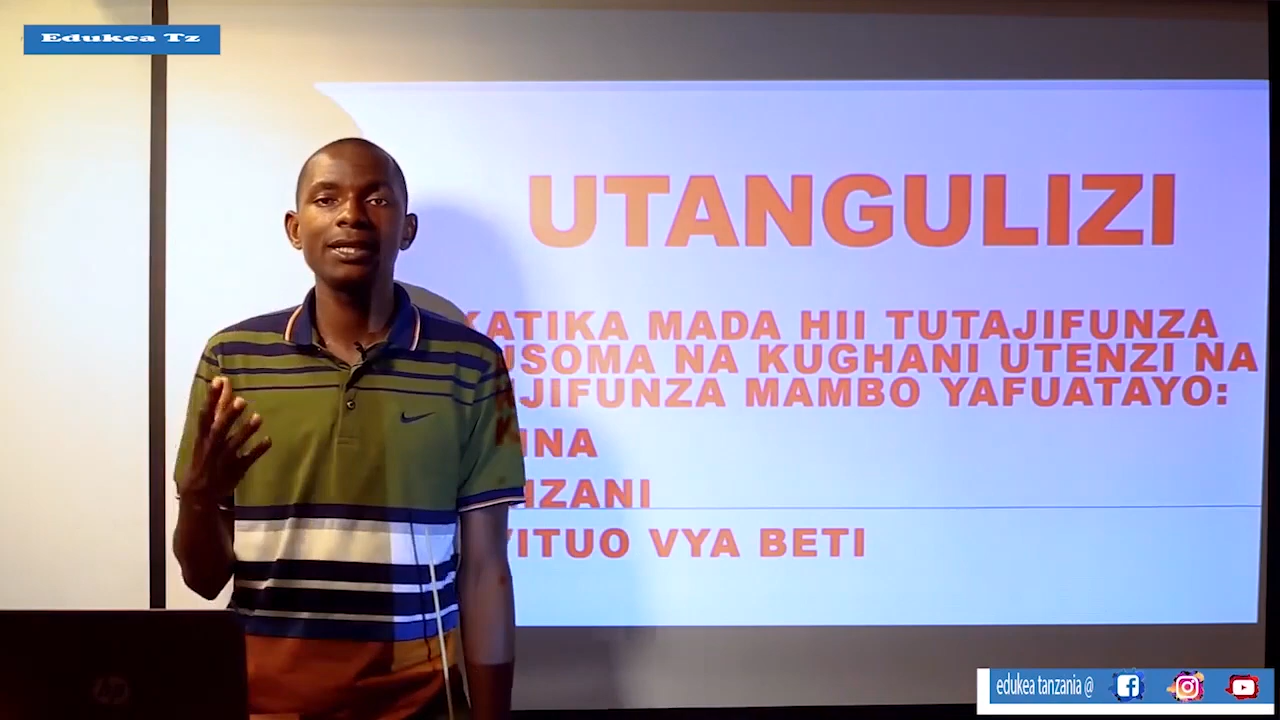 Edukea Tz
UTANGULIZI
KATIKA MADA HII TUTAJIFUNZA
USOMA NA KUGHANI UTENZI NA
JIFUNZA MAMBO YAFUATAYO:
INA
IZANI
VITUO VYA BETI
hp
edukea tanzania @